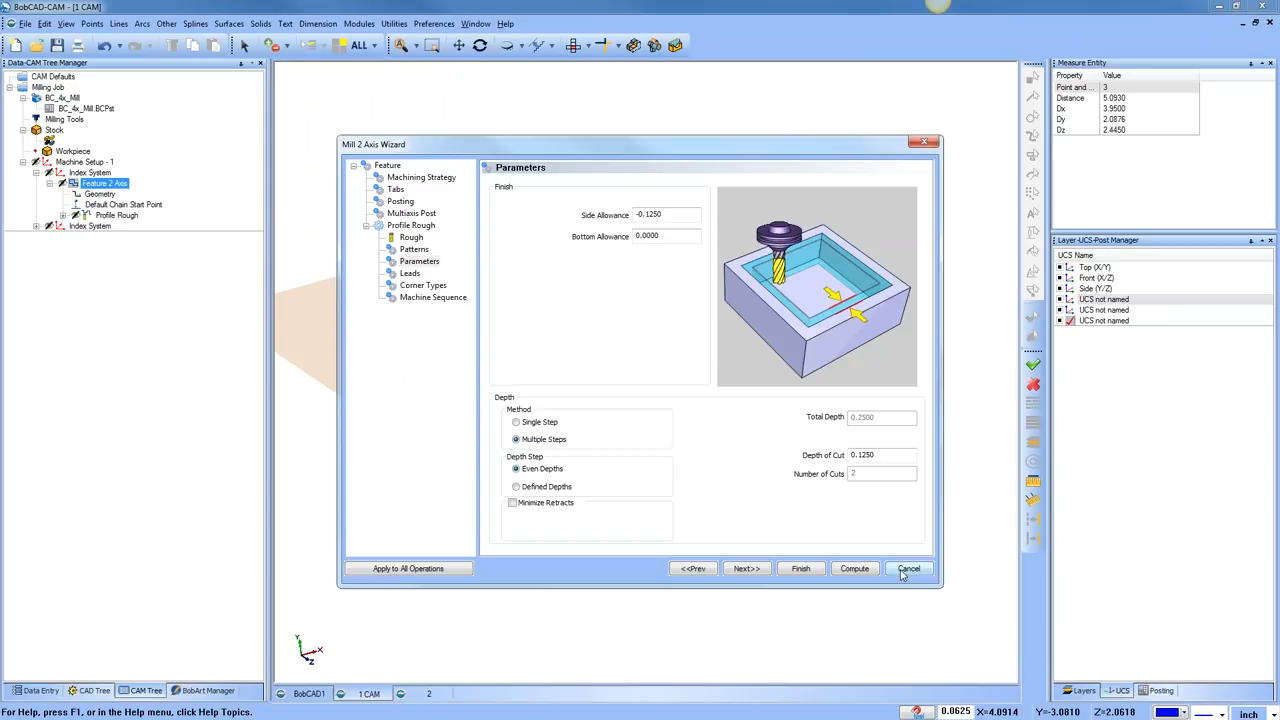 BobCAD-CAM - [1 CAM]
File Edit View Points Lines Arcs Other Splines Surfaces Solids Text Dimension Modules Utilities Preferences Window Help
ALL
Data-CAM Tree Manager
CAM Defaults
Milling Job
BC_4x_Mill
BC_4x_Mill.BCPst
Milling Tools
Stock
Workpiece
Machine Setup - 1
Index System
Feature 2 Axis
Geometry
Default Chain Start Point
Profile Rough
Index System
Mill 2 Axis Wizard
Feature
Machining Strategy
Tabs
Posting
Multiaxis Post
Profile Rough
Rough
Patterns
Parameters
Leads
Corner Types
Machine Sequence
Parameters
Finish
Side Allowance -0.1250
Bottom Allowance 0.0000
Depth
Method
Single Step
Multiple Steps
Depth Step
Even Depths
Defined Depths
Minimize Retracts
Total Depth 0.2500
Depth of Cut 0.1250
Number of Cuts 2
Apply to All Operations <<Prev Next>> Finish Compute Cancel
Measure Entity
Property Value
Point and ... 3
Distance 5.0930
Dx 3.9500
Dy 2.0876
Dz 2.4450
Layer-UCS-Post Manager
UCS Name
Top (X/Y)
Front (X/Z)
Side (Y/Z)
UCS not named
UCS not named
UCS not named
Y
X
Z
Data Entry CAD Tree CAM Tree BobArt Manager
BobCAD1 1 CAM 2
Layers UCS Posting
For Help, press F1, or in the Help menu, click Help Topics. 0.0625 X=4.0914 Y=-3.0810 Z=2.0618 inch